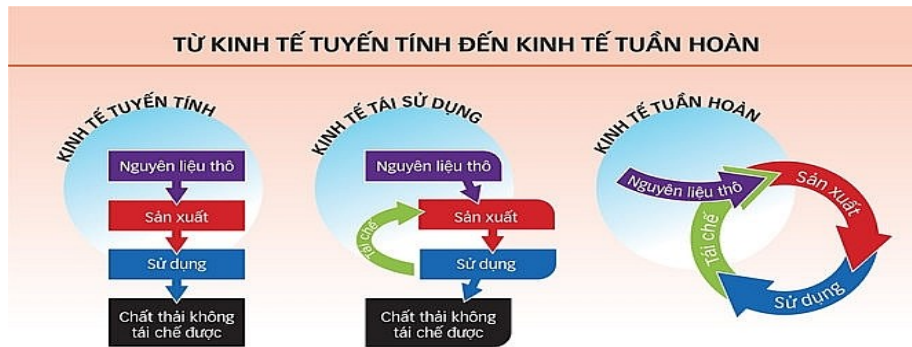 TỪ KINH TẾ TUYẾN TÍNH ĐẾN KINH TẾ TUẦN HOÀN
KINH TẾ TUYẾN TÍNH
Nguyên liệu thô
Sản xuất
Sử dụng
Chất thải không
tái chế được
KINH TẾ TÁI SỬ DỤNG
Nguyên liệu thô
Sản xuất
Tái chế
Sử dụng
Chất thải không
tái chế được
KINH TẾ TUẦN HOÀN
Nguyên liệu thô
Sản xuất
Sử dụng
Tái chế